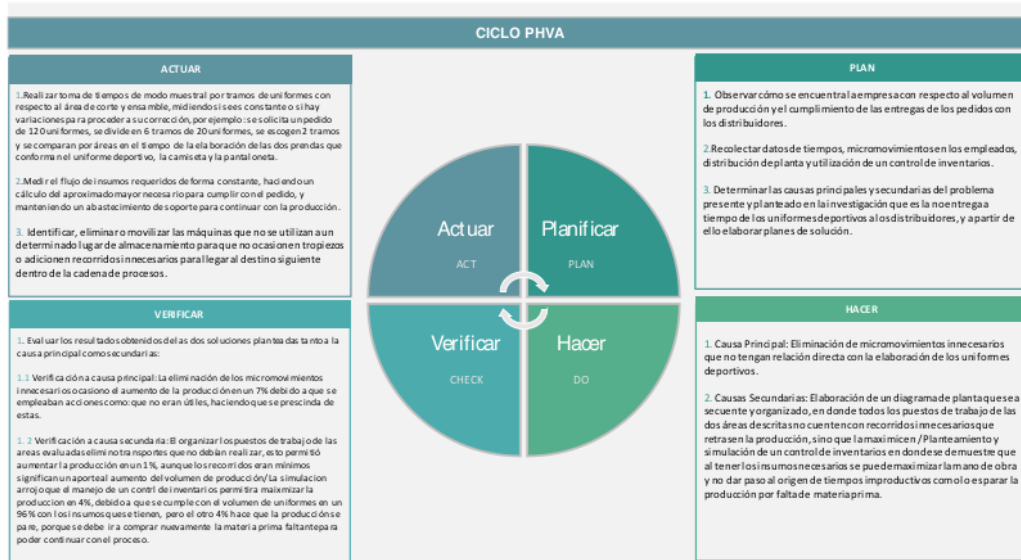 CICLO PHVA
ACTUAR
1.Realizar toma de tiempos de modo muestral por tramos de uniformes con
respecto al área de corte y ensamble, midiendo si se es constante o si hay
variaciones para proceder a su corrección, por ejemplo: se solicita un pedido
de 120 uniformes, se divide en 6 tramos de 20 uniformes, se escogen 2 tramos
y se comparan por áreas en el tiempo de la elaboración de las dos prendas que
conforman el uniforme deportivo, la camiseta y la pantaloneta.
2.Medir el flujo de insumos requeridos de forma constante, haciendo un
cálculo del aproximado mayor necesario para cumplir con el pedido, y
manteniendo un abastecimiento de soporte para continuar con la producción.
3. Identificar, eliminar o movilizar las máquinas que no se utilizan a un
determinado lugar de almacenamiento para que no ocasionen tropiezos
o adicionen recorridos innecesarios para llegar al destino siguiente
dentro de la cadena de procesos.
PLAN
1. Observar cómo se encuentra la empresa con respecto al volumen
de producción y el cumplimiento de las entregas de los pedidos con
los distribuidores.
2.Recolectar datos de tiempos, micromovimientos en los empleados,
distribución de planta y utilización de un control de inventarios.
3. Determinar las causas principales y secundarias del problema
presente y planteado en la investigación que es la no entrega a
tiempo de los uniformes deportivos a los distribuidores, y a partir de
ello elaborar planes de solución.
Actuar
ACT
Planificar
PLAN
Verificar
CHECK
Hacer
DO
VERIFICAR
1. Evaluar los resultados obtenidos de las dos soluciones planteadas tanto a la
causa principal como secundarias:
1.1 Verificación a causa principal: La eliminación de los micromovimientos
innecesarios ocasiono el aumento de la producción en un 7% debido a que se
empleaban acciones como: que no eran útiles, haciendo que se prescinda de
estas.
1. 2 Verificación a causa secundaria: El organizar los puestos de trabajo de las
areas evaluadas elimino transportes que no debían realizar, esto permitió
aumentar la producción en un 1%, aunque los recorridos eran mínimos
significan un aporte al aumento del volumen de producción/ La simulacion
arrojo que el manejo de un contrl de inventarios permitira maixmizar la
produccion en 4%, debido a que se cumple con el volumen de uniformes en un
96% con los insumos que se tienen, pero el otro 4% hace que la producción se
pare, porque se debe ir a comprar nuevamente la materia prima faltante para
poder continuar con el proceso.
HACER
1. Causa Principal: Eliminación de micromovimientos innecesarios
que no tengan relación directa con la elaboración de los uniformes
deportivos.
2. Causas Secundarias: Elaboración de un diagrama de planta que sea
secuente y organizado, en donde todos los puestos de trabajo de las
dos áreas descritas no cuenten con recorridos innecesarios que
retrasen la producción, sino que la maximicen /Planteamiento y
simulación de un control de inventarios en donde se demuestre que
al tener los insumos necesarios se puede maximizar la mano de obra
y no dar paso al origen de tiempos improductivos como lo es parar la
producción por falta de materia prima.